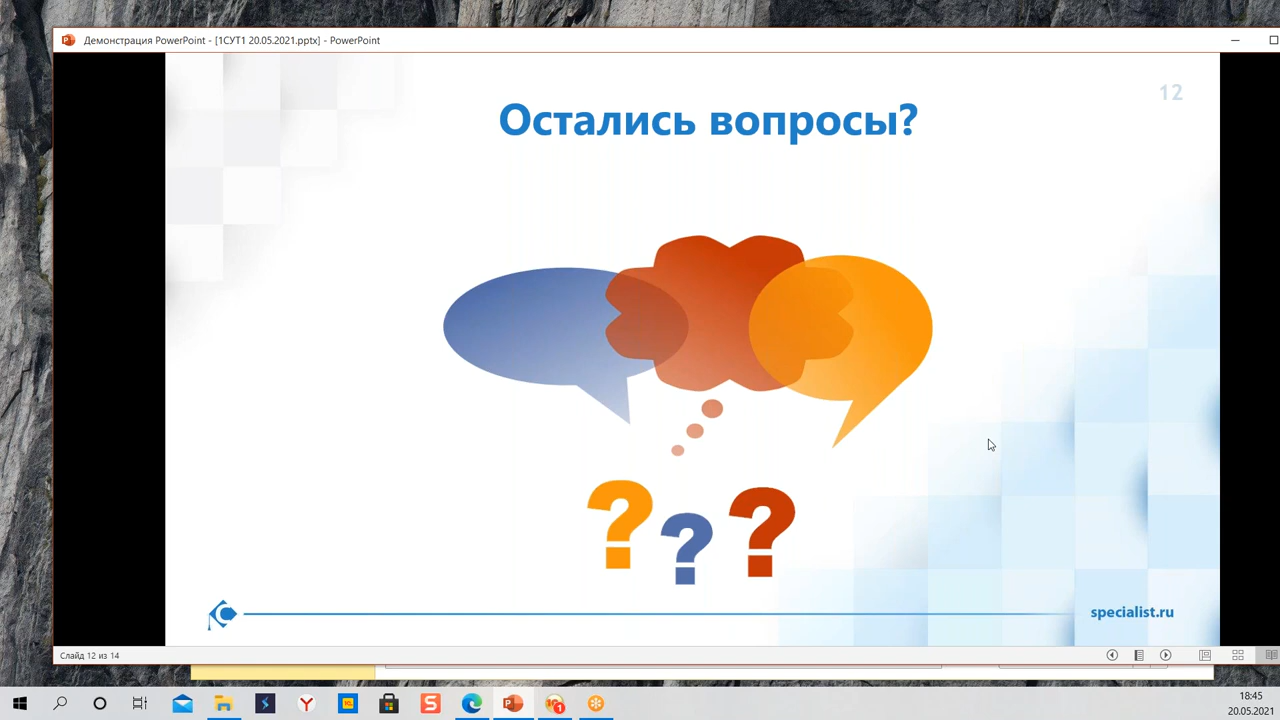 Демонстрация PowerPoint - [1СУТ1 20.05.2021.pptx] - PowerPoint
12
Остались вопросы?
? ? ?
specialist.ru
Слайд 12 из 14
18:45
20.05.2021